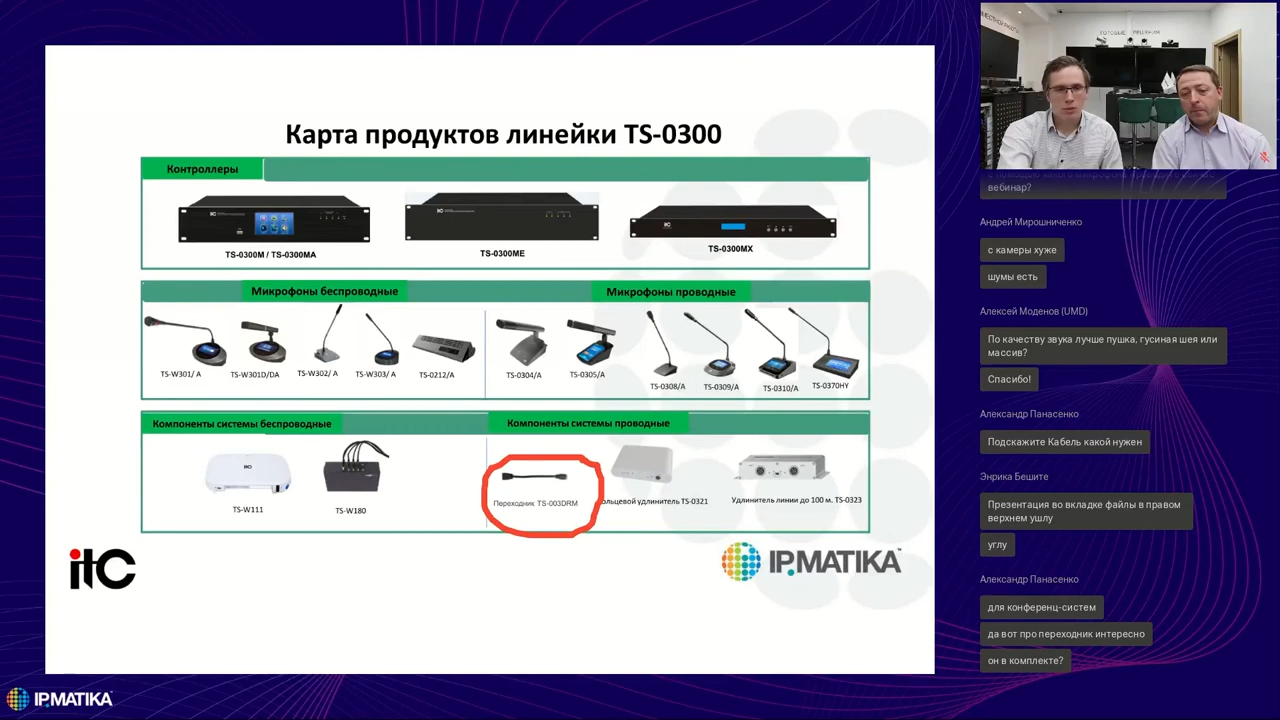 Карта продуктов линейки TS-0300
Контроллеры
itc
TS-0300M / TS-0300MA
TS-0300ME
TS-0300MX
Микрофоны беспроводные
Микрофоны проводные
TS-W301/ A
TS-W301D/DA
TS-W302/ A
TS-W303/ A
TS-0212/A
TS-0304/A
TS-0305/A
TS-0308/A
TS-0309/A
TS-0310/A
TS-0370HY
Компоненты системы беспроводные
Компоненты системы проводные
TS-W111
TS-W180
Переходник TS-003DRM
ольцевой удлинитель TS-0321
Удлинитель линии до 100 м. TS-0323
itc
IP.MATIKA™
IP.MATIKA
ГОТОВЫЕ
вебинар?
Андрей Мирошниченко
с камеры хуже
шумы есть
Алексей Моденов (UMD)
По качеству звука лучше пушка, гусиная шея или
массив?
Спасибо!
Александр Панасенко
Подскажите Кабель какой нужен
Энрика Бешите
Презентация во вкладке файлы в правом
верхнем ушлу
углу
Александр Панасенко
для конференц-систем
да вот про переходник интересно
он в комплекте?